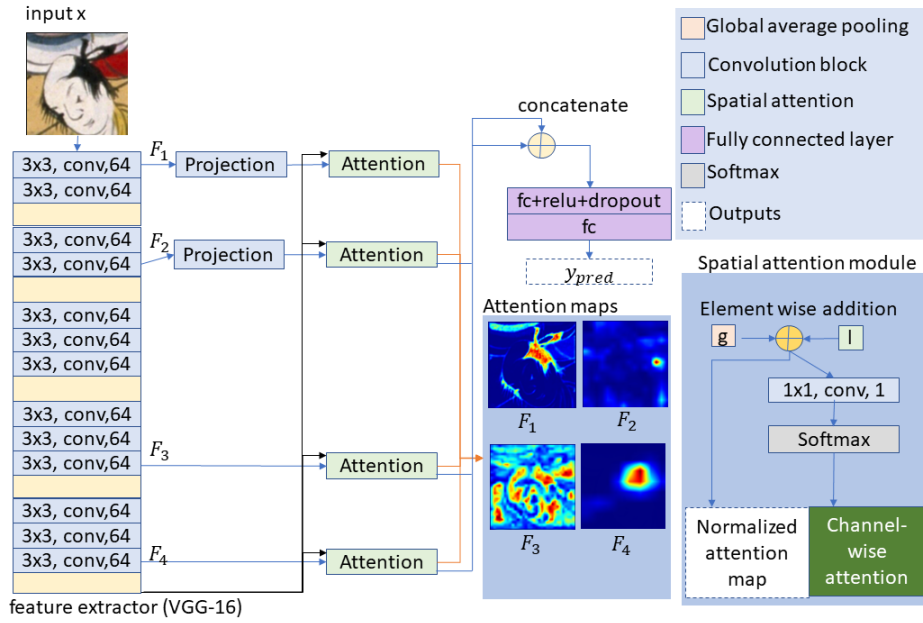 input x
3x3, conv,64
3x3, conv,64
3x3, conv,64
3x3, conv,64
3x3, conv,64
3x3, conv,64
3x3, conv,64
3x3, conv,64
3x3, conv,64
3x3, conv,64
3x3, conv,64
3x3, conv,64
3x3, conv,64
feature extractor (VGG-16)
F1
F2
F3
F4
Projection
Projection
Attention
Attention
Attention
Attention
concatenate
fc+relu+dropout
fc
ypred
Attention maps
F1
F2
F3
F4
Global average pooling
Convolution block
Spatial attention
Fully connected layer
Softmax
Outputs
Spatial attention module
Element wise addition
g
l
1x1, conv, 1
Softmax
Normalized
attention
map
Channel-
wise
attention